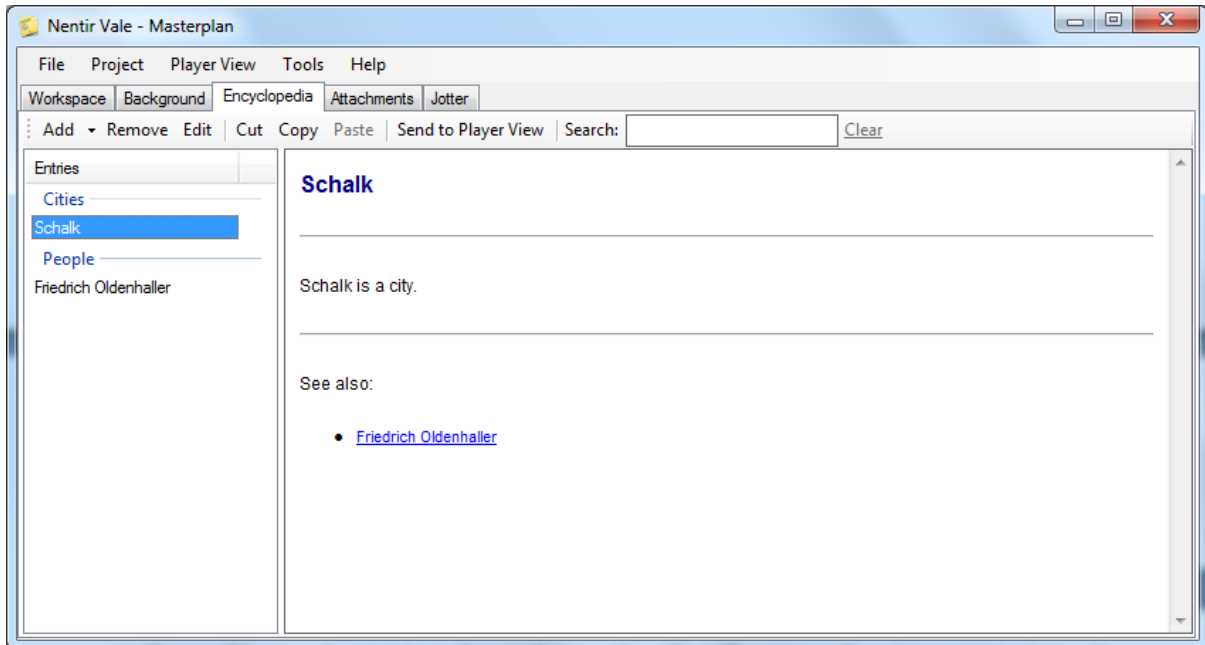 Nentir Vale - Masterplan
File Project Player View Tools Help
Workspace Background Encyclopedia Attachments Jotter
Add Remove Edit Cut Copy Paste Send to Player View Search: Clear
Entries
Cities
Schalk
People
Friedrich Oldenhaller
Schalk
Schalk is a city.
See also:
• Friedrich Oldenhaller